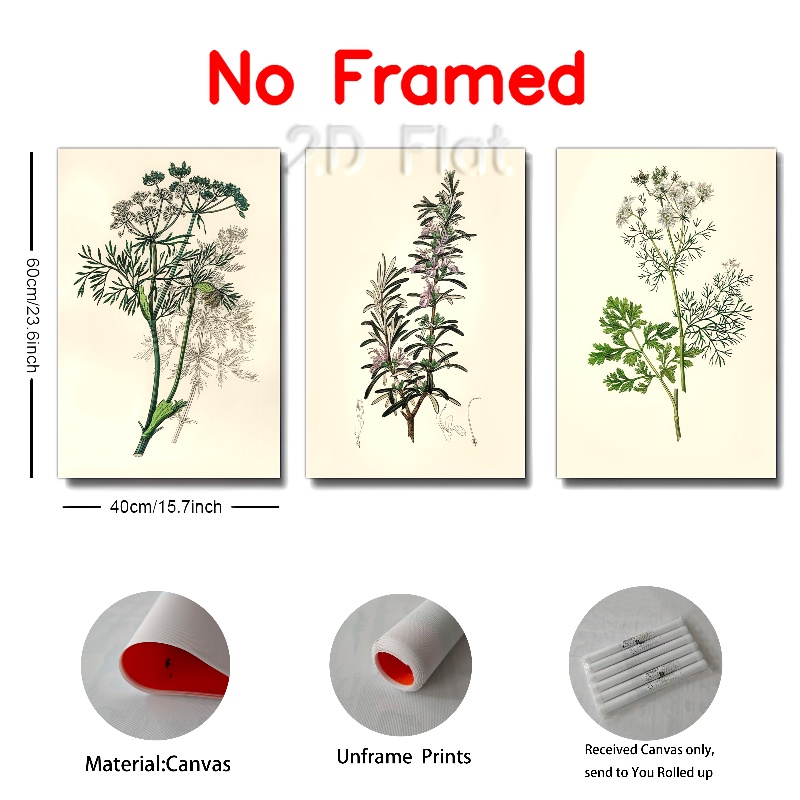 No Framed
2D Flat
60cm/23.6inch
40cm/15.7inch
Material:Canvas
Unframe Prints
Received Canvas only,
send to You Rolled up